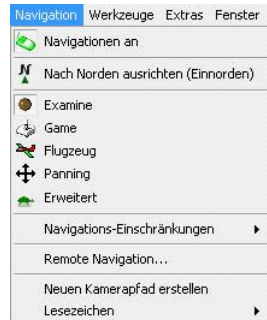 Navigation Werkzeuge Extras Fenster
Navigationen an
Nach Norden ausrichten (Einnorden)
Examine
Game
Flugzeug
Panning
Erweitert
Navigations-Einschränkungen
Remote Navigation...
Neuen Kamerapfad erstellen
Lesezeichen